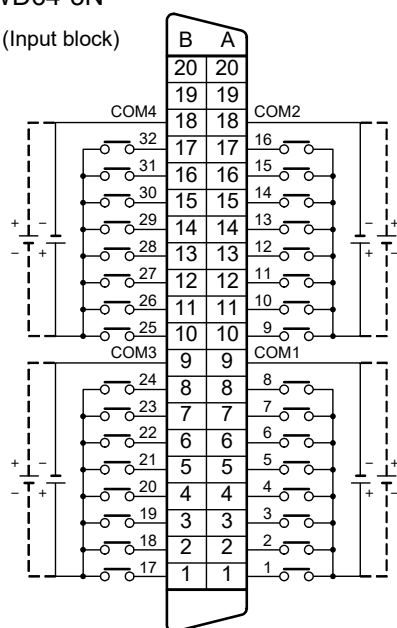 (Input block)
B A
20 20
19 19
COM4 18 18 COM2
32 17 17 16
31 16 16 15
30 15 15 14
+ − 29 14 14 13 − +
− + 28 13 13 12 + −
27 12 12 11
26 11 11 10
25 10 10 9
COM3 9 9 COM1
24 8 8 8
23 7 7 7
22 6 6 6
+ − 21 5 5 5 − +
− + 20 4 4 4 + −
19 3 3 3
18 2 2 2
17 1 1 1